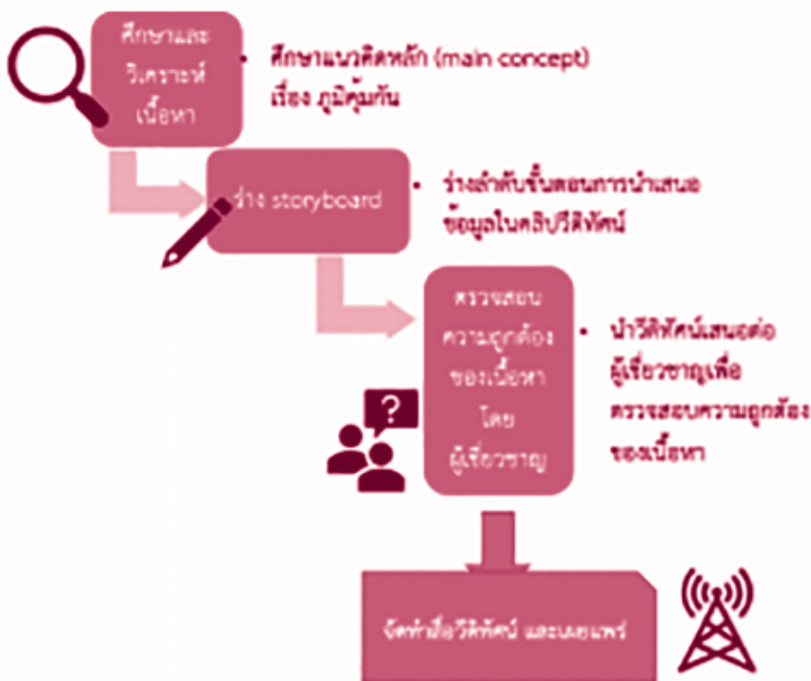 ศึกษาและ
วิเคราะห์
เนื้อหา
• ศึกษาแนวคิดหลัก (main concept)
เรื่อง ภูมิคุ้มกัน
ร่าง storyboard
• ร่างลำดับขั้นตอนการนำเสนอ
ข้อมูลในคลิปวีดิทัศน์
ตรวจสอบ
ความถูกต้อง
ของเนื้อหา
โดย
ผู้เชี่ยวชาญ
• นำวีดิทัศน์เสนอต่อ
ผู้เชี่ยวชาญเพื่อ
ตรวจสอบความถูกต้อง
ของเนื้อหา
?
จัดทำสื่อวีดิทัศน์ และเผยแพร่